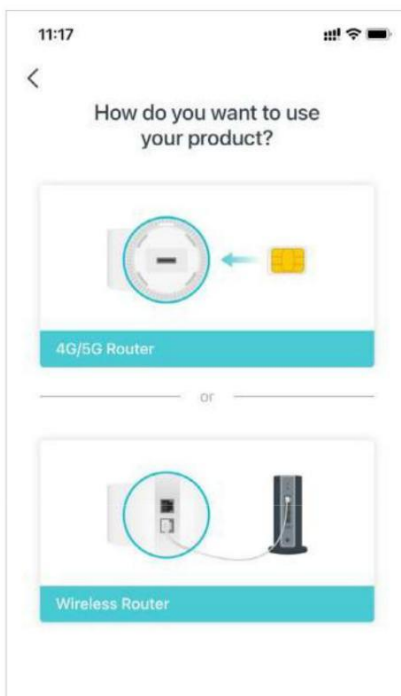 11:17
How do you want to use
your product?
4G/5G Router
or
Wireless Router